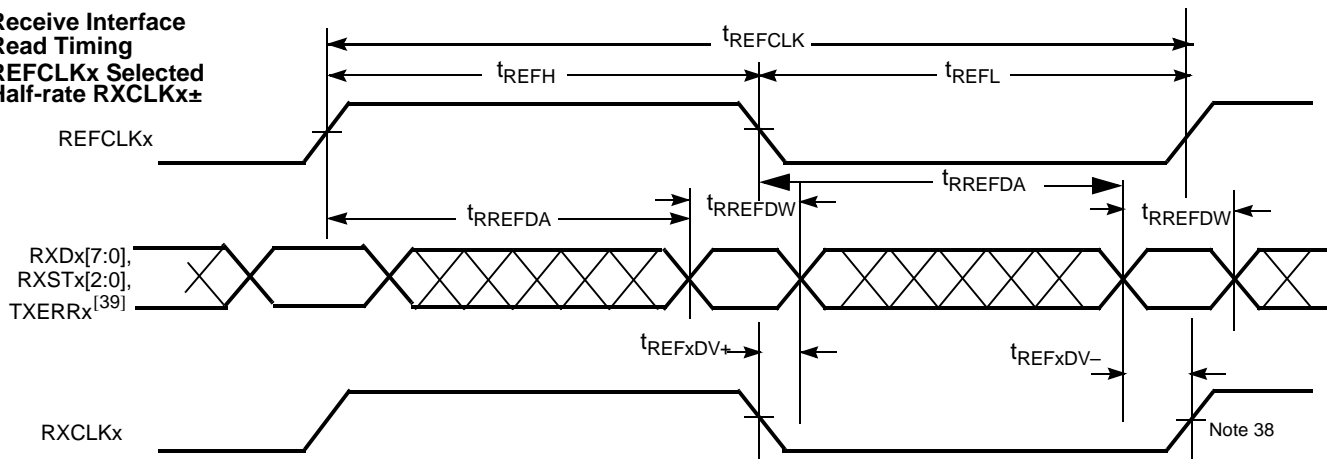 Receive Interface
Read Timing
REFCLKx Selected
Half-rate RXCLKx±
tREFCLK
tREFH
tREFL
REFCLKx
tRREFDA
tRREFDW
tRREFDA
tRREFDW
RXDx[7:0],
RXSTx[2:0],
TXERRx[39]
tREFxDV+
tREFxDV–
RXCLKx
Note 38